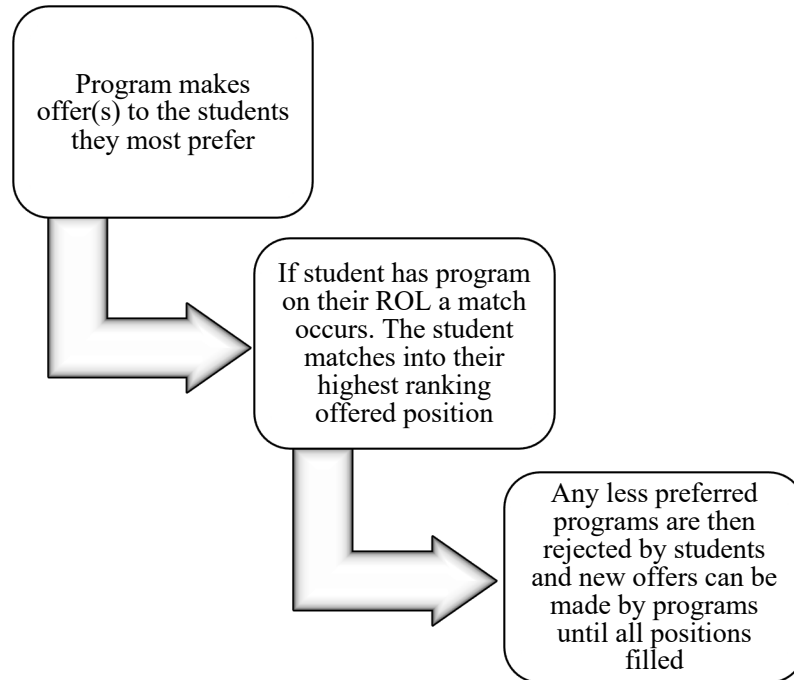 Program makes
offer(s) to the students
they most prefer
If student has program
on their ROL a match
occurs. The student
matches into their
highest ranking
offered position
Any less preferred
programs are then
rejected by students
and new offers can be
made by programs
until all positions
filled